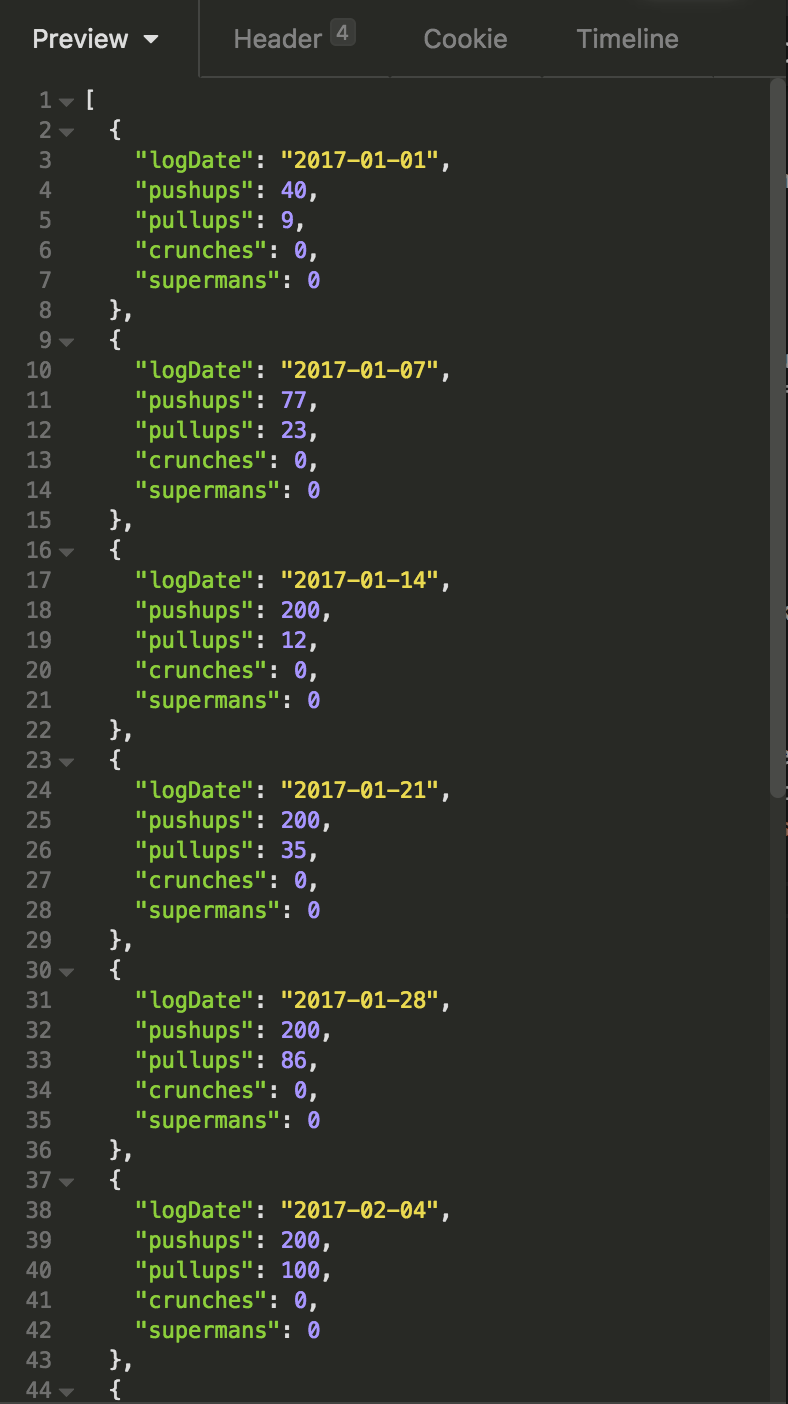 Preview Header 4 Cookie Timeline
1 [
2 {
3 "logDate": "2017-01-01",
4 "pushups": 40,
5 "pullups": 9,
6 "crunches": 0,
7 "supermans": 0
8 },
9 {
10 "logDate": "2017-01-07",
11 "pushups": 77,
12 "pullups": 23,
13 "crunches": 0,
14 "supermans": 0
15 },
16 {
17 "logDate": "2017-01-14",
18 "pushups": 200,
19 "pullups": 12,
20 "crunches": 0,
21 "supermans": 0
22 },
23 {
24 "logDate": "2017-01-21",
25 "pushups": 200,
26 "pullups": 35,
27 "crunches": 0,
28 "supermans": 0
29 },
30 {
31 "logDate": "2017-01-28",
32 "pushups": 200,
33 "pullups": 86,
34 "crunches": 0,
35 "supermans": 0
36 },
37 {
38 "logDate": "2017-02-04",
39 "pushups": 200,
40 "pullups": 100,
41 "crunches": 0,
42 "supermans": 0
43 },
44 {